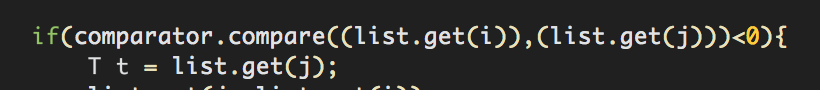 if(comparator.compare((list.get(i)),(list.get(j)))<0){
T t = list.get(j);